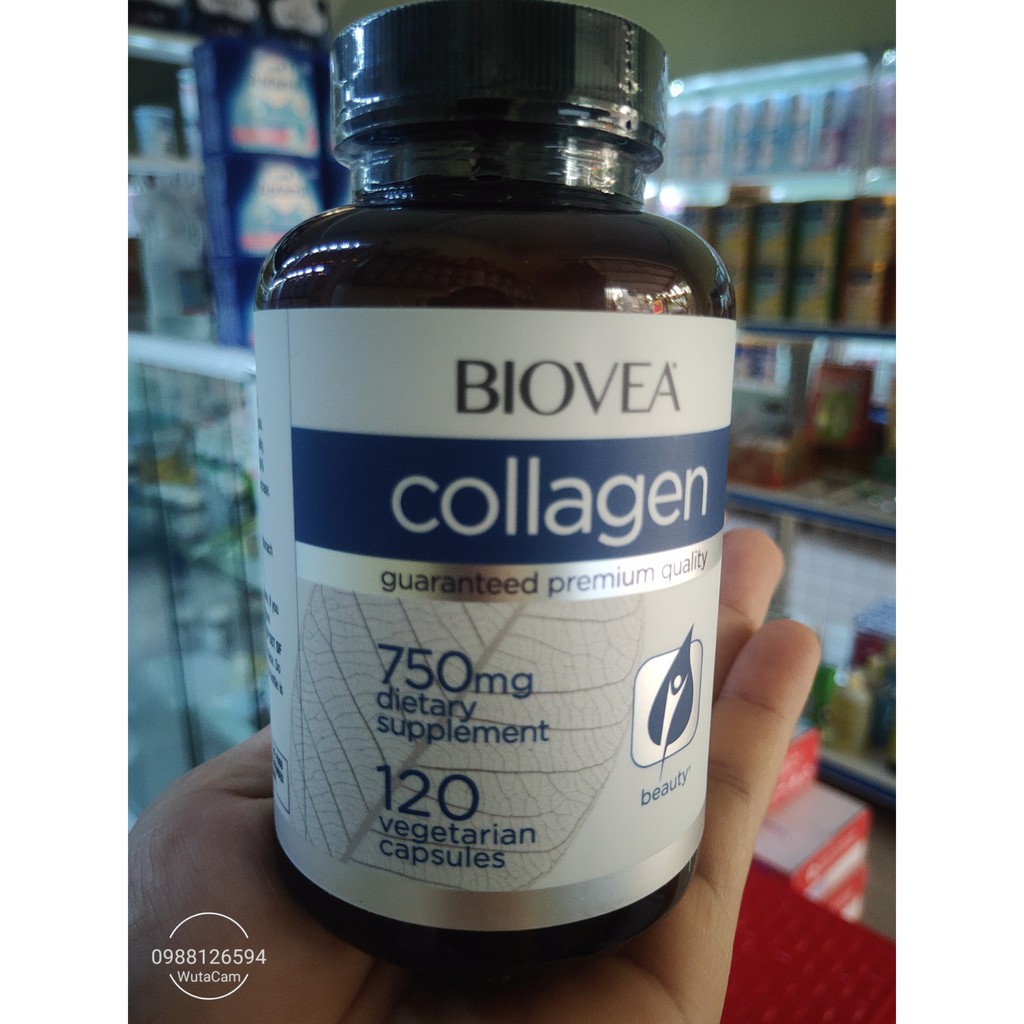 BIOVEA
collagen
guaranteed premium quality
750mg
dietary
supplement
120
vegetarian
capsules
beauty
0988126594
WutaCam